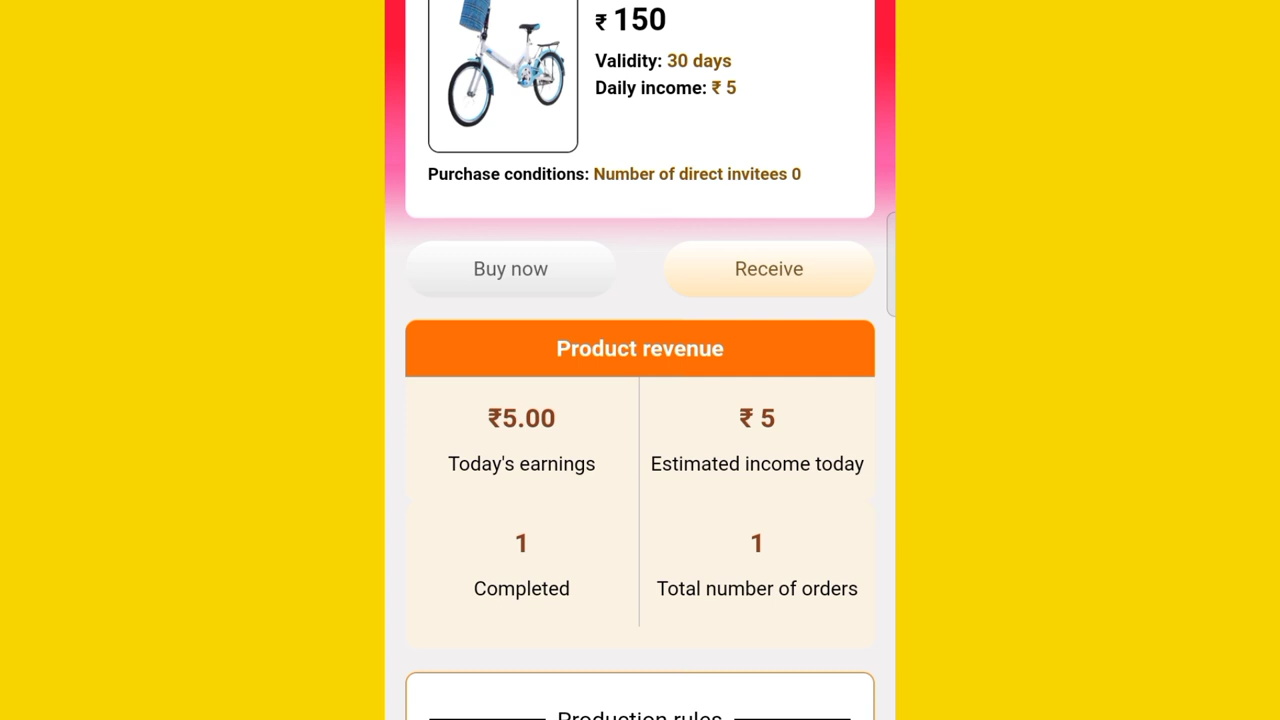 ₹ 150
Validity: 30 days
Daily income: ₹ 5
Purchase conditions: Number of direct invitees 0
Buy now
Receive
Product revenue
₹5.00
₹ 5
Today's earnings
Estimated income today
1
1
Completed
Total number of orders
Production rules